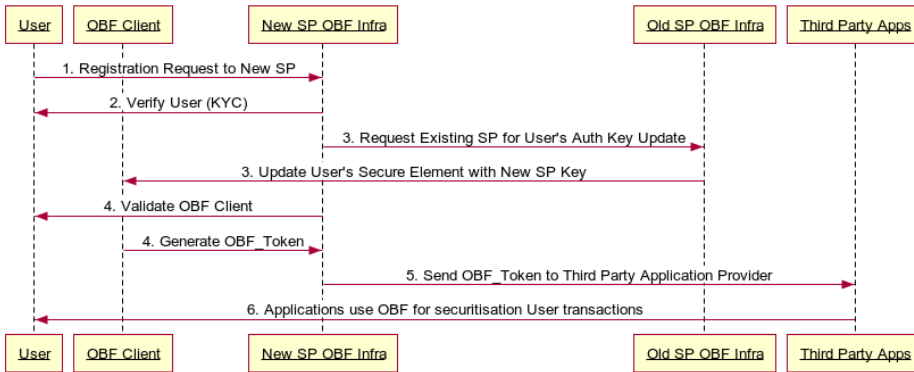 User
OBF Client
New SP OBF Infra
Old SP OBF Infra
Third Party Apps
1. Registration Request to New SP
2. Verify User (KYC)
3. Request Existing SP for User's Auth Key Update
3. Update User's Secure Element with New SP Key
4. Validate OBF Client
4. Generate OBF_Token
5. Send OBF_Token to Third Party Application Provider
6. Applications use OBF for securitisation User transactions
User
OBF Client
New SP OBF Infra
Old SP OBF Infra
Third Party Apps